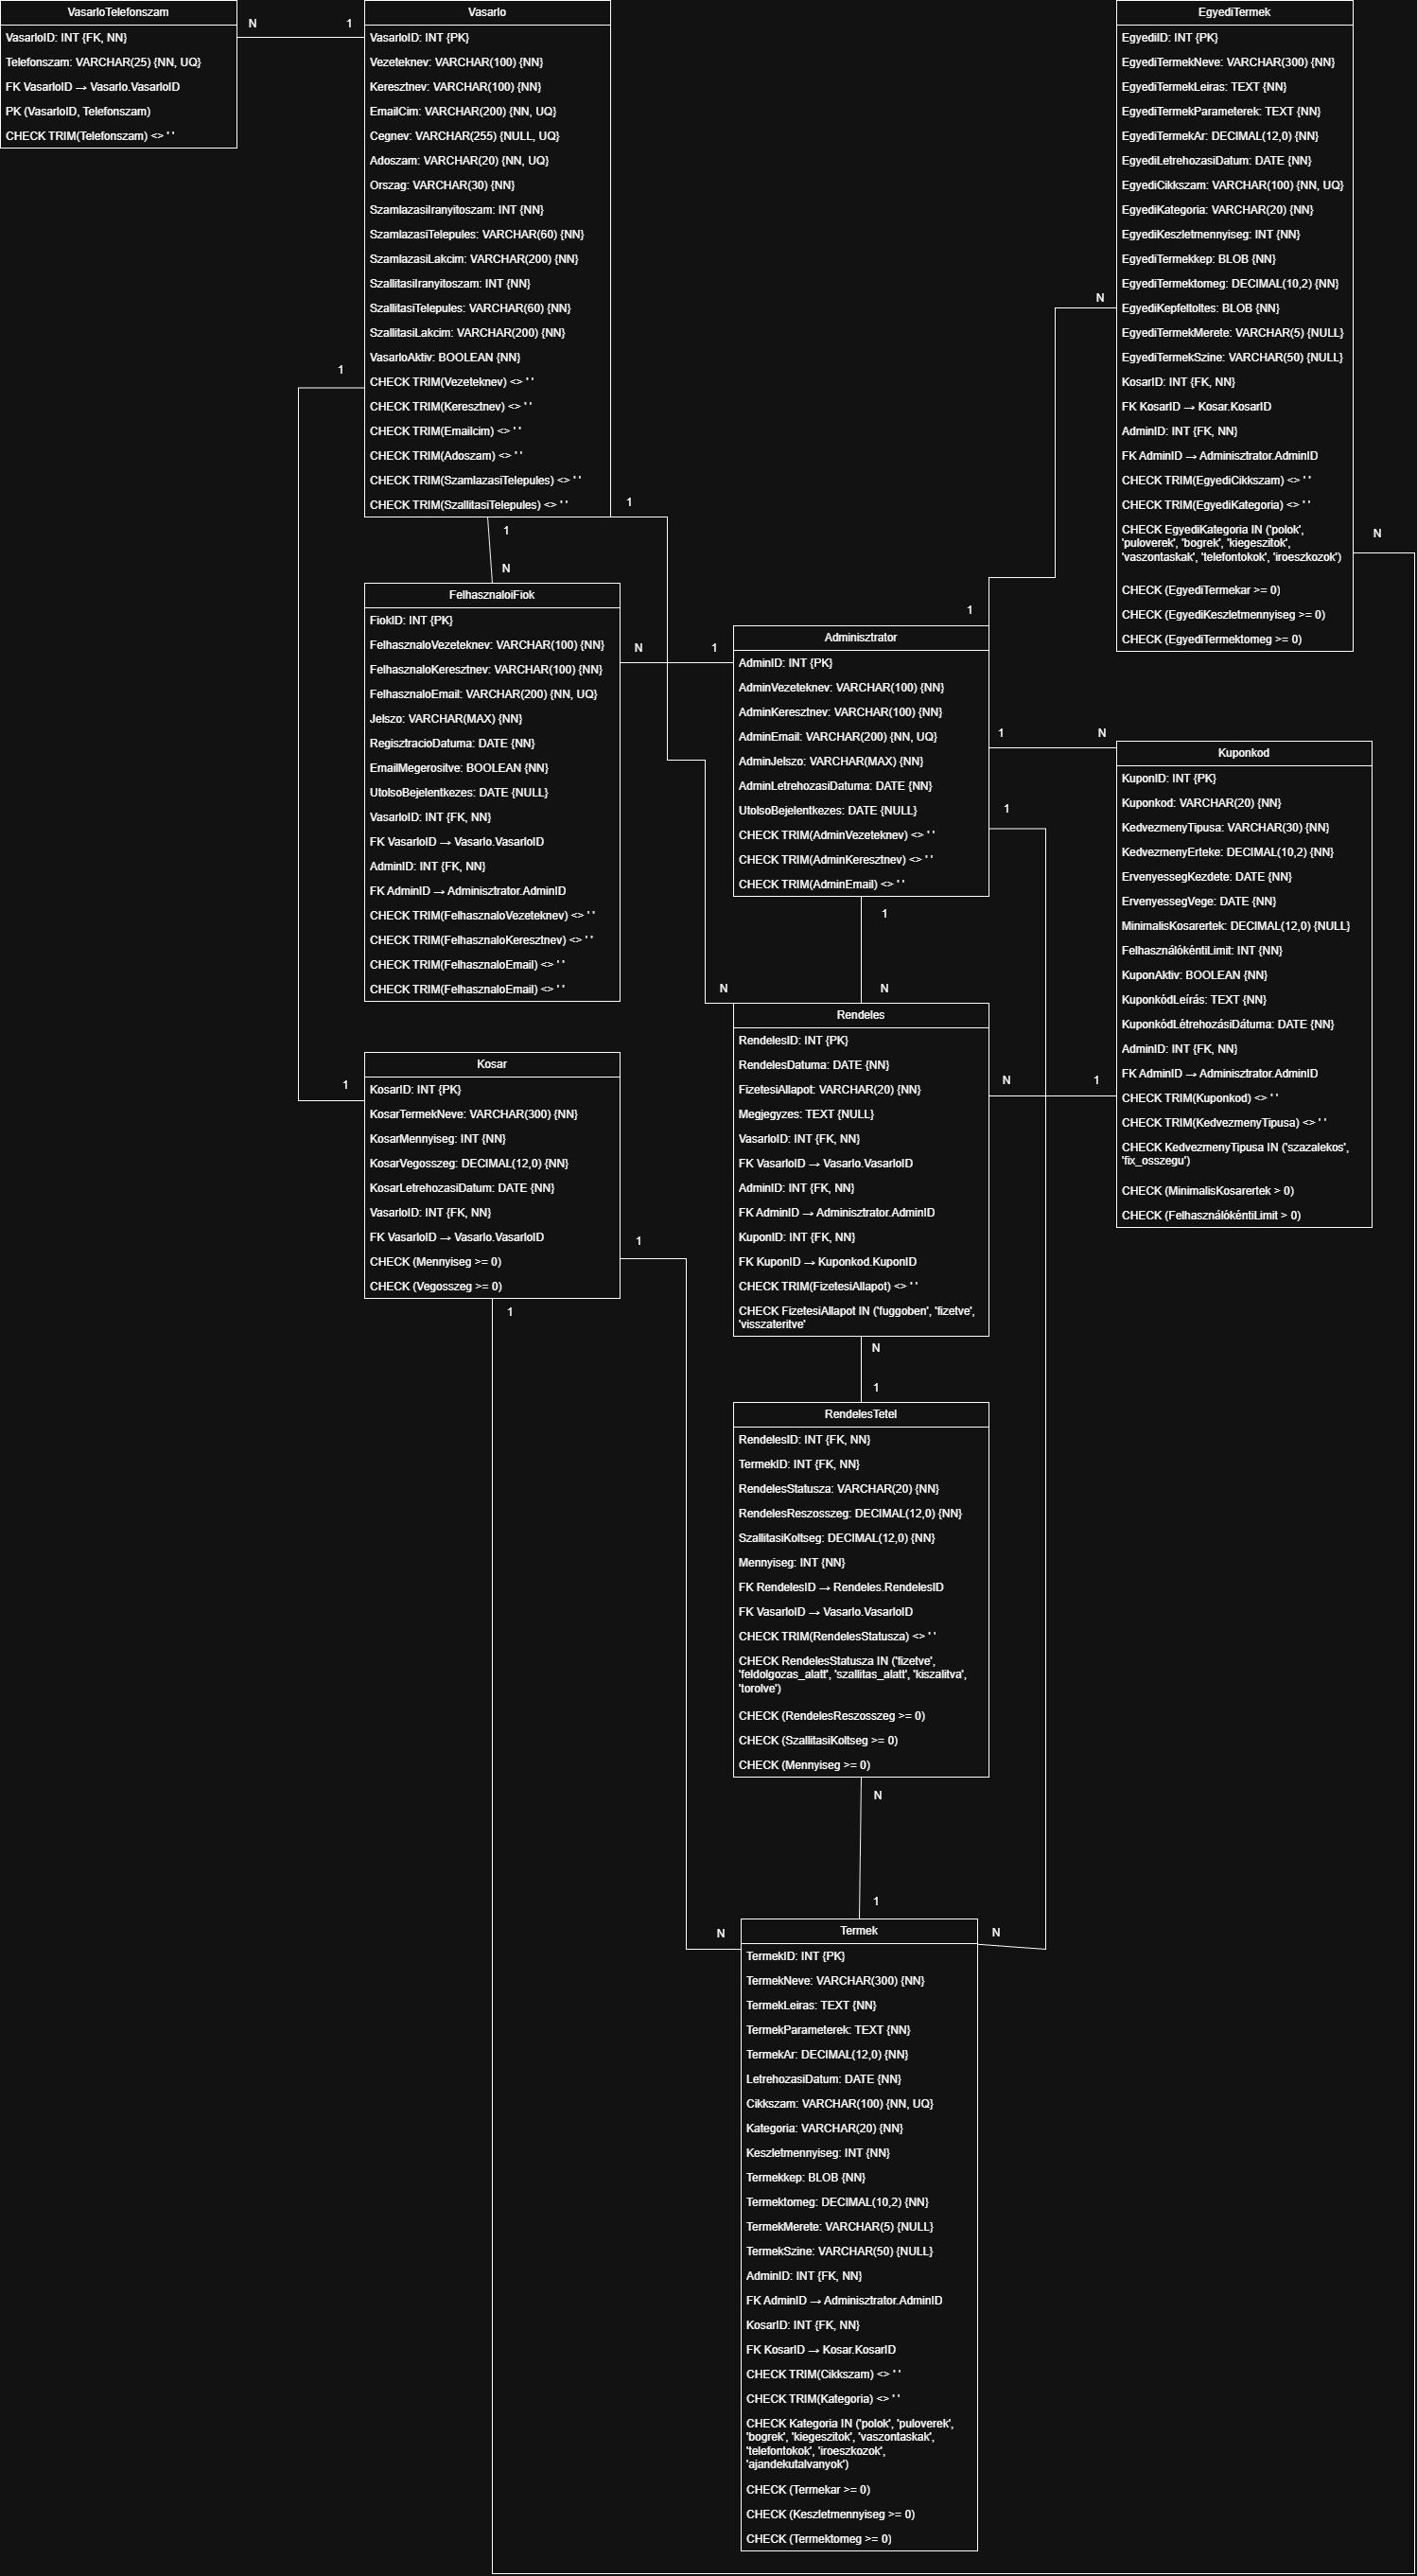 VasarloTelefonszam
VasarloID: INT {FK, NN}
Telefonszam: VARCHAR(25) {NN, UQ}
FK VasarloID → Vasarlo.VasarloID
PK (VasarloID, Telefonszam)
CHECK TRIM(Telefonszam) <> ' '
N
1
Vasarlo
VasarloID: INT {PK}
Vezeteknev: VARCHAR(100) {NN}
Keresztnev: VARCHAR(100) {NN}
EmailCim: VARCHAR(200) {NN, UQ}
Cegnev: VARCHAR(255) {NULL, UQ}
Adoszam: VARCHAR(20) {NN, UQ}
Orszag: VARCHAR(30) {NN}
SzamlazasiIranyitoszam: INT {NN}
SzamlazasiTelepules: VARCHAR(60) {NN}
SzamlazasiLakcim: VARCHAR(200) {NN}
SzallitasiIranyitoszam: INT {NN}
SzallitasiTelepules: VARCHAR(60) {NN}
SzallitasiLakcim: VARCHAR(200) {NN}
VasarloAktiv: BOOLEAN {NN}
CHECK TRIM(Vezeteknev) <> ' '
CHECK TRIM(Keresztnev) <> ' '
CHECK TRIM(Emailcim) <> ' '
CHECK TRIM(Adoszam) <> ' '
CHECK TRIM(SzamlazasiTelepules) <> ' '
CHECK TRIM(SzallitasiTelepules) <> ' '
1
1
1
N
EgyediTermek
EgyediID: INT {PK}
EgyediTermekNeve: VARCHAR(300) {NN}
EgyediTermekLeiras: TEXT {NN}
EgyediTermekParameterek: TEXT {NN}
EgyediTermekAr: DECIMAL(12,0) {NN}
EgyediLetrehozasiDatum: DATE {NN}
EgyediCikkszam: VARCHAR(100) {NN, UQ}
EgyediKategoria: VARCHAR(20) {NN}
EgyediKeszletmennyiseg: INT {NN}
EgyediTermekkep: BLOB {NN}
EgyediTermektomeg: DECIMAL(10,2) {NN}
EgyediKepfeltoltes: BLOB {NN}
EgyediTermekMerete: VARCHAR(5) {NULL}
EgyediTermekSzine: VARCHAR(50) {NULL}
KosarID: INT {FK, NN}
FK KosarID → Kosar.KosarID
AdminID: INT {FK, NN}
FK AdminID → Adminisztrator.AdminID
CHECK TRIM(EgyediCikkszam) <> ' '
CHECK TRIM(EgyediKategoria) <> ' '
CHECK EgyediKategoria IN ('polok',
'puloverek', 'bogrek', 'kiegeszitok',
'vaszontaskak', 'telefontokok', 'iroeszkozok')
CHECK (EgyediTermekar >= 0)
CHECK (EgyediKeszletmennyiseg >= 0)
CHECK (EgyediTermektomeg >= 0)
N
N
1
FelhasznaloiFiok
FiokID: INT {PK}
FelhasznaloVezeteknev: VARCHAR(100) {NN}
FelhasznaloKeresztnev: VARCHAR(100) {NN}
FelhasznaloEmail: VARCHAR(200) {NN, UQ}
Jelszo: VARCHAR(MAX) {NN}
RegisztracioDatuma: DATE {NN}
EmailMegerositve: BOOLEAN {NN}
UtolsoBejelentkezes: DATE {NULL}
VasarloID: INT {FK, NN}
FK VasarloID → Vasarlo.VasarloID
AdminID: INT {FK, NN}
FK AdminID → Adminisztrator.AdminID
CHECK TRIM(FelhasznaloVezeteknev) <> ' '
CHECK TRIM(FelhasznaloKeresztnev) <> ' '
CHECK TRIM(FelhasznaloEmail) <> ' '
CHECK TRIM(FelhasznaloEmail) <> ' '
N
1
Adminisztrator
AdminID: INT {PK}
AdminVezeteknev: VARCHAR(100) {NN}
AdminKeresztnev: VARCHAR(100) {NN}
AdminEmail: VARCHAR(200) {NN, UQ}
AdminJelszo: VARCHAR(MAX) {NN}
AdminLetrehozasiDatuma: DATE {NN}
UtolsoBejelentkezes: DATE {NULL}
CHECK TRIM(AdminVezeteknev) <> ' '
CHECK TRIM(AdminKeresztnev) <> ' '
CHECK TRIM(AdminEmail) <> ' '
1
N
1
1
N
N
Kuponkod
KuponID: INT {PK}
Kuponkod: VARCHAR(20) {NN}
KedvezmenyTipusa: VARCHAR(30) {NN}
KedvezmenyErteke: DECIMAL(10,2) {NN}
ErvenyessegKezdete: DATE {NN}
ErvenyessegVege: DATE {NN}
MinimalisKosarertek: DECIMAL(12,0) {NULL}
FelhasználókéntiLimit: INT {NN}
KuponAktiv: BOOLEAN {NN}
KuponkódLeírás: TEXT {NN}
KuponkódLétrehozásiDátuma: DATE {NN}
AdminID: INT {FK, NN}
FK AdminID → Adminisztrator.AdminID
CHECK TRIM(Kuponkod) <> ' '
CHECK TRIM(KedvezmenyTipusa) <> ' '
CHECK KedvezmenyTipusa IN ('szazalekos',
'fix_osszegu')
CHECK (MinimalisKosarertek > 0)
CHECK (FelhasználókéntiLimit > 0)
1
Kosar
KosarID: INT {PK}
KosarTermekNeve: VARCHAR(300) {NN}
KosarMennyiseg: INT {NN}
KosarVegosszeg: DECIMAL(12,0) {NN}
KosarLetrehozasiDatum: DATE {NN}
VasarloID: INT {FK, NN}
FK VasarloID → Vasarlo.VasarloID
CHECK (Mennyiseg >= 0)
CHECK (Vegosszeg >= 0)
1
1
Rendeles
RendelesID: INT {PK}
RendelesDatuma: DATE {NN}
FizetesiAllapot: VARCHAR(20) {NN}
Megjegyzes: TEXT {NULL}
VasarloID: INT {FK, NN}
FK VasarloID → Vasarlo.VasarloID
AdminID: INT {FK, NN}
FK AdminID → Adminisztrator.AdminID
KuponID: INT {FK, NN}
FK KuponID → Kuponkod.KuponID
CHECK TRIM(FizetesiAllapot) <> ' '
CHECK FizetesiAllapot IN ('fuggoben', 'fizetve',
'visszateritve'
N
1
N
1
RendelesTetel
RendelesID: INT {FK, NN}
TermekID: INT {FK, NN}
RendelesStatusza: VARCHAR(20) {NN}
RendelesReszosszeg: DECIMAL(12,0) {NN}
SzallitasiKoltseg: DECIMAL(12,0) {NN}
Mennyiseg: INT {NN}
FK RendelesID → Rendeles.RendelesID
FK VasarloID → Vasarlo.VasarloID
CHECK TRIM(RendelesStatusza) <> ' '
CHECK RendelesStatusza IN ('fizetve',
'feldolgozas_alatt', 'szallitas_alatt', 'kiszalitva',
'torolve')
CHECK (RendelesReszosszeg >= 0)
CHECK (SzallitasiKoltseg >= 0)
CHECK (Mennyiseg >= 0)
N
1
N
N
Termek
TermekID: INT {PK}
TermekNeve: VARCHAR(300) {NN}
TermekLeiras: TEXT {NN}
TermekParameterek: TEXT {NN}
TermekAr: DECIMAL(12,0) {NN}
LetrehozasiDatum: DATE {NN}
Cikkszam: VARCHAR(100) {NN, UQ}
Kategoria: VARCHAR(20) {NN}
Keszletmennyiseg: INT {NN}
Termekkep: BLOB {NN}
Termektomeg: DECIMAL(10,2) {NN}
TermekMerete: VARCHAR(5) {NULL}
TermekSzine: VARCHAR(50) {NULL}
AdminID: INT {FK, NN}
FK AdminID → Adminisztrator.AdminID
KosarID: INT {FK, NN}
FK KosarID → Kosar.KosarID
CHECK TRIM(Cikkszam) <> ' '
CHECK TRIM(Kategoria) <> ' '
CHECK Kategoria IN ('polok', 'puloverek',
'bogrek', 'kiegeszitok', 'vaszontaskak',
'telefontokok', 'iroeszkozok',
'ajandekutalvanyok')
CHECK (Termekar >= 0)
CHECK (Keszletmennyiseg >= 0)
CHECK (Termektomeg >= 0)